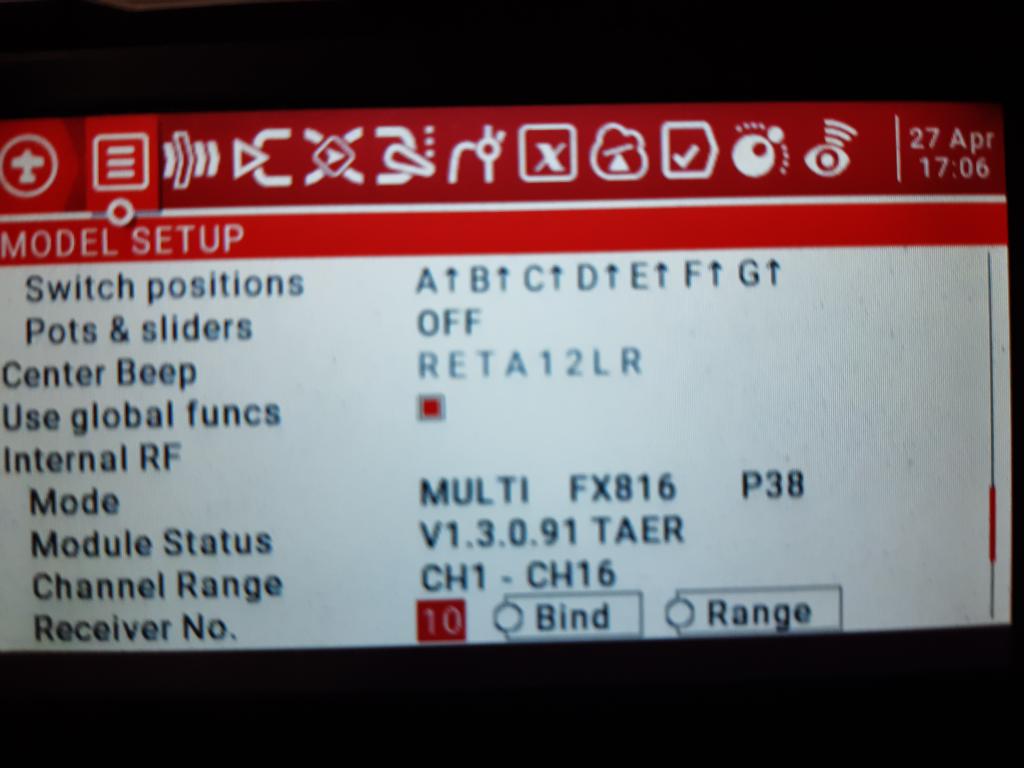 27 Apr
17:06
MODEL SETUP
Switch positions A↑ B↑ C↑ D↑ E↑ F↑ G↑
Pots & sliders OFF
Center Beep RETA12LR
Use global funcs
Internal RF
Mode MULTI FX816 P38
Module Status V1.3.0.91 TAER
Channel Range CH1 - CH16
Receiver No. 10 Bind Range